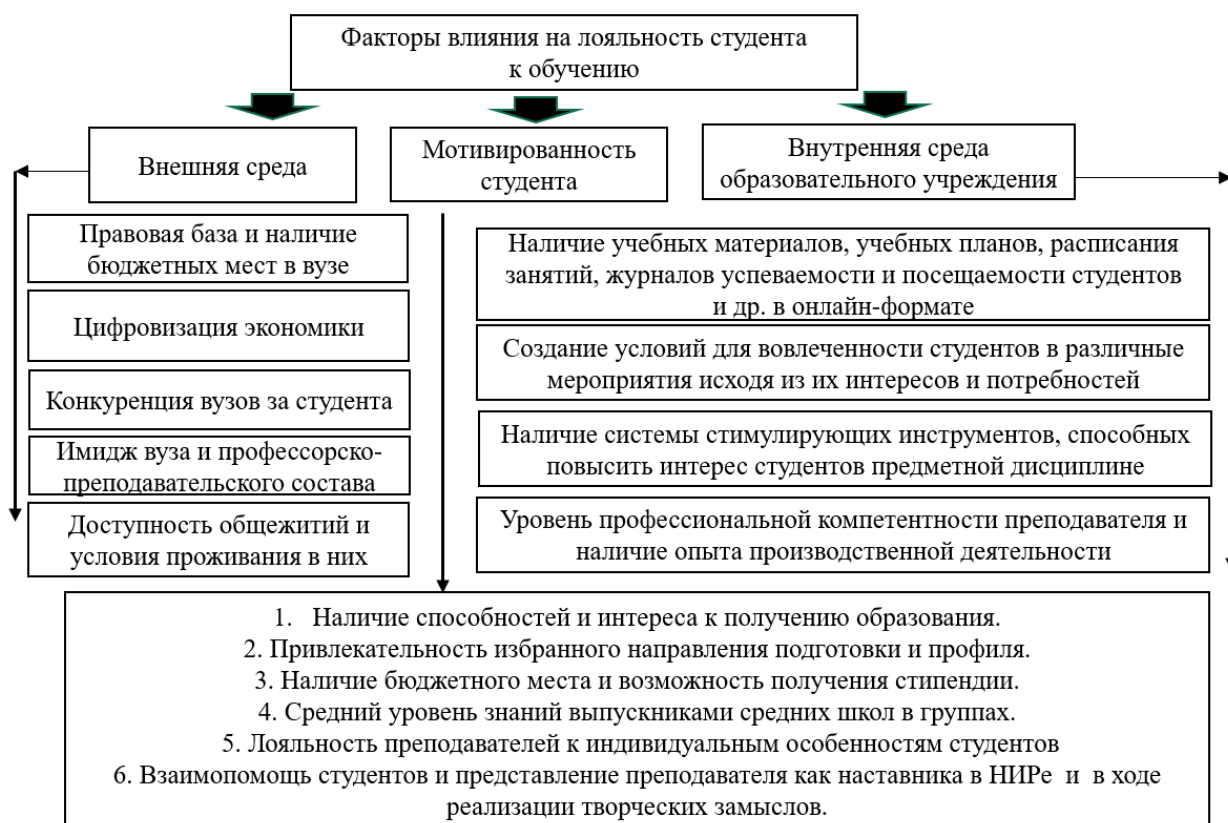 Факторы влияния на лояльность студента
к обучению
Внешняя среда
Мотивированность
студента
Внутренняя среда
образовательного учреждения
Правовая база и наличие
бюджетных мест в вузе
Цифровизация экономики
Конкуренция вузов за студента
Имидж вуза и профессорско-
преподавательского состава
Доступность общежитий и
условия проживания в них
Наличие учебных материалов, учебных планов, расписания
занятий, журналов успеваемости и посещаемости студентов
и др. в онлайн-формате
Создание условий для вовлеченности студентов в различные
мероприятия исходя из их интересов и потребностей
Наличие системы стимулирующих инструментов, способных
повысить интерес студентов предметной дисциплине
Уровень профессиональной компетентности преподавателя и
наличие опыта производственной деятельности
1. Наличие способностей и интереса к получению образования.
2. Привлекательность избранного направления подготовки и профиля.
3. Наличие бюджетного места и возможность получения стипендии.
4. Средний уровень знаний выпускниками средних школ в группах.
5. Лояльность преподавателей к индивидуальным особенностям студентов
6. Взаимопомощь студентов и представление преподавателя как наставника в НИРе и в ходе
реализации творческих замыслов.